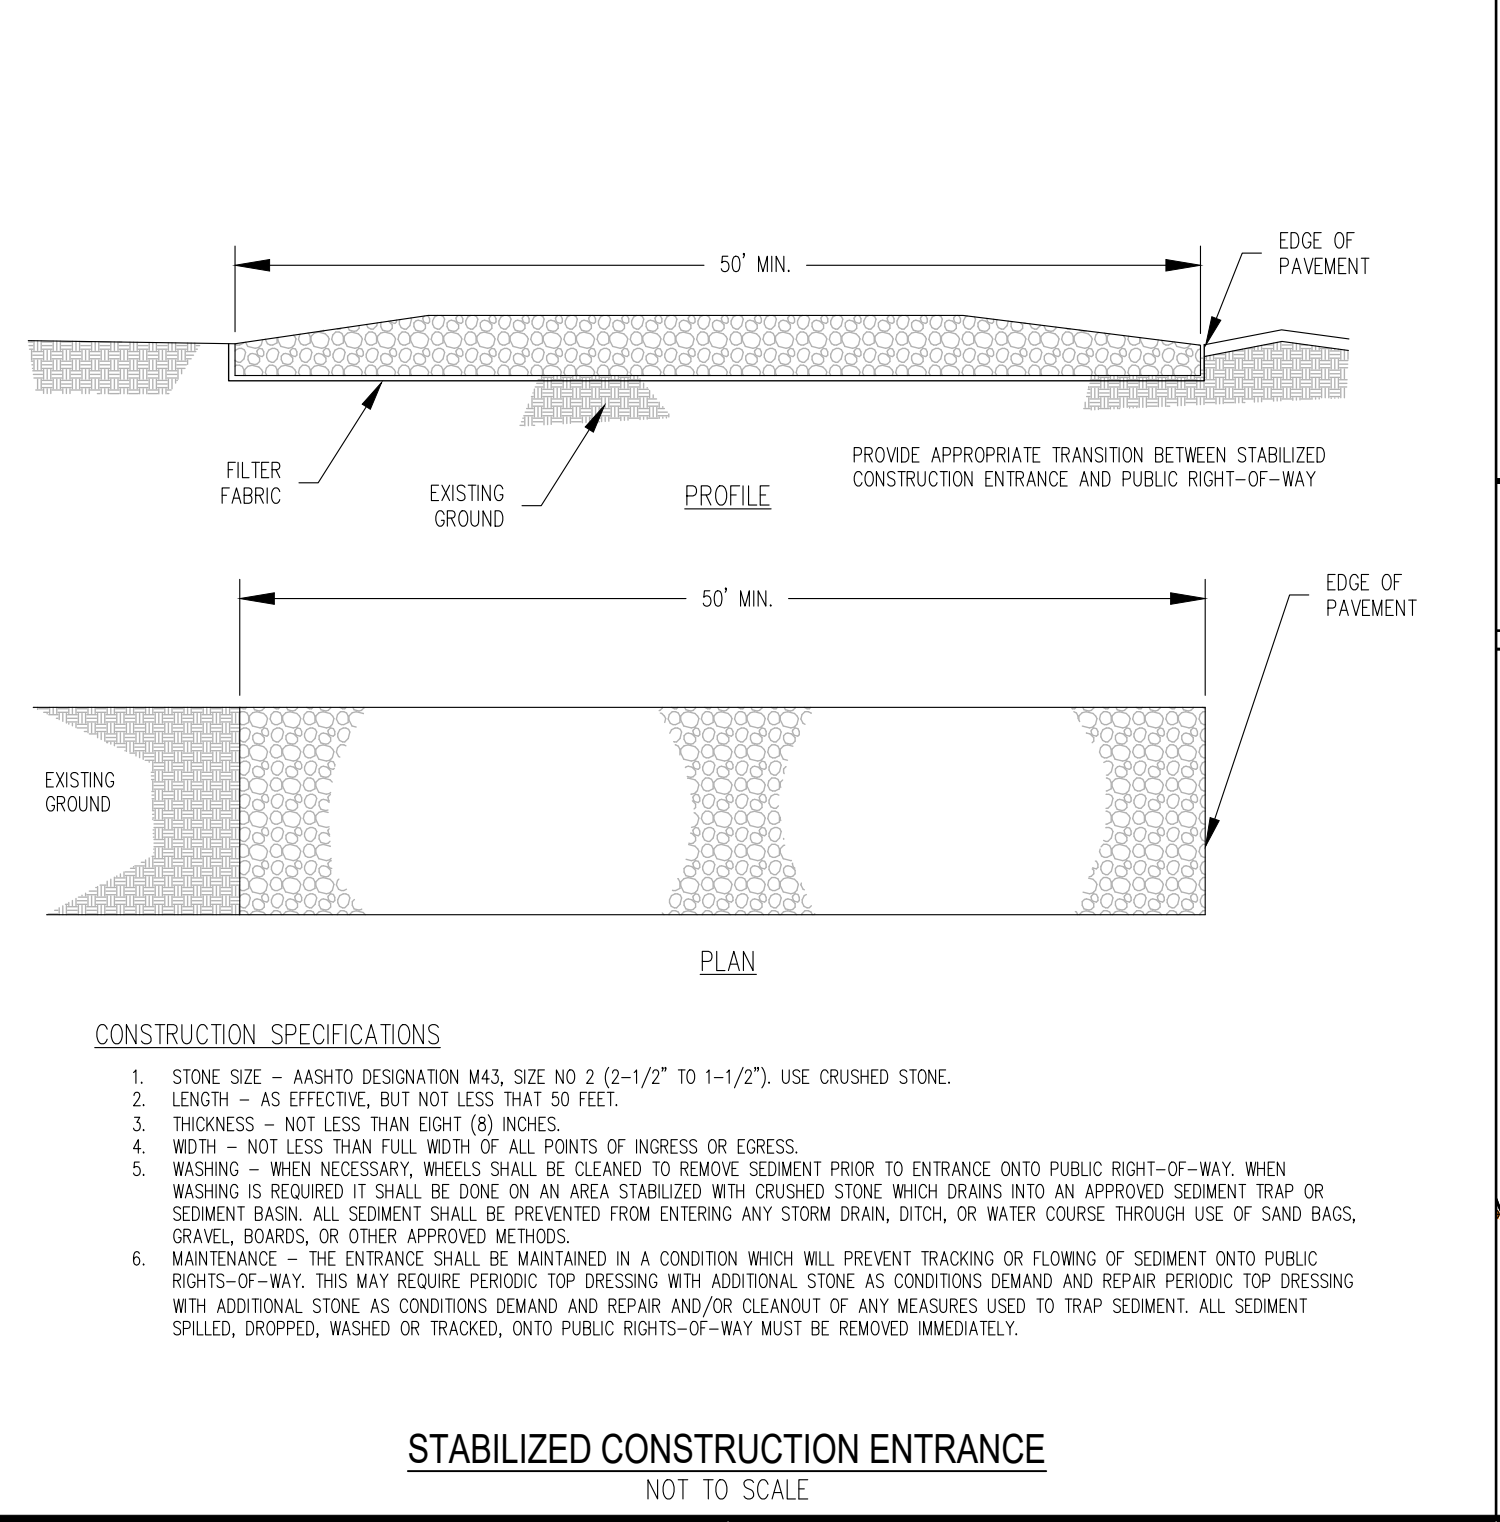 50' MIN.
EDGE OF
PAVEMENT
FILTER
FABRIC
EXISTING
GROUND
PROFILE
PROVIDE APPROPRIATE TRANSITION BETWEEN STABILIZED
CONSTRUCTION ENTRANCE AND PUBLIC RIGHT-OF-WAY
50' MIN.
EDGE OF
PAVEMENT
EXISTING
GROUND
PLAN
CONSTRUCTION SPECIFICATIONS
1. STONE SIZE – AASHTO DESIGNATION M43, SIZE NO 2 (2-1/2" TO 1-1/2"). USE CRUSHED STONE.
2. LENGTH – AS EFFECTIVE, BUT NOT LESS THAT 50 FEET.
3. THICKNESS – NOT LESS THAN EIGHT (8) INCHES.
4. WIDTH – NOT LESS THAN FULL WIDTH OF ALL POINTS OF INGRESS OR EGRESS.
5. WASHING – WHEN NECESSARY, WHEELS SHALL BE CLEANED TO REMOVE SEDIMENT PRIOR TO ENTRANCE ONTO PUBLIC RIGHT-OF-WAY. WHEN
WASHING IS REQUIRED IT SHALL BE DONE ON AN AREA STABILIZED WITH CRUSHED STONE WHICH DRAINS INTO AN APPROVED SEDIMENT TRAP OR
SEDIMENT BASIN. ALL SEDIMENT SHALL BE PREVENTED FROM ENTERING ANY STORM DRAIN, DITCH, OR WATER COURSE THROUGH USE OF SAND BAGS,
GRAVEL, BOARDS, OR OTHER APPROVED METHODS.
6. MAINTENANCE – THE ENTRANCE SHALL BE MAINTAINED IN A CONDITION WHICH WILL PREVENT TRACKING OR FLOWING OF SEDIMENT ONTO PUBLIC
RIGHTS-OF-WAY. THIS MAY REQUIRE PERIODIC TOP DRESSING WITH ADDITIONAL STONE AS CONDITIONS DEMAND AND REPAIR PERIODIC TOP DRESSING
WITH ADDITIONAL STONE AS CONDITIONS DEMAND AND REPAIR AND/OR CLEANOUT OF ANY MEASURES USED TO TRAP SEDIMENT. ALL SEDIMENT
SPILLED, DROPPED, WASHED OR TRACKED, ONTO PUBLIC RIGHTS-OF-WAY MUST BE REMOVED IMMEDIATELY.
STABILIZED CONSTRUCTION ENTRANCE
NOT TO SCALE